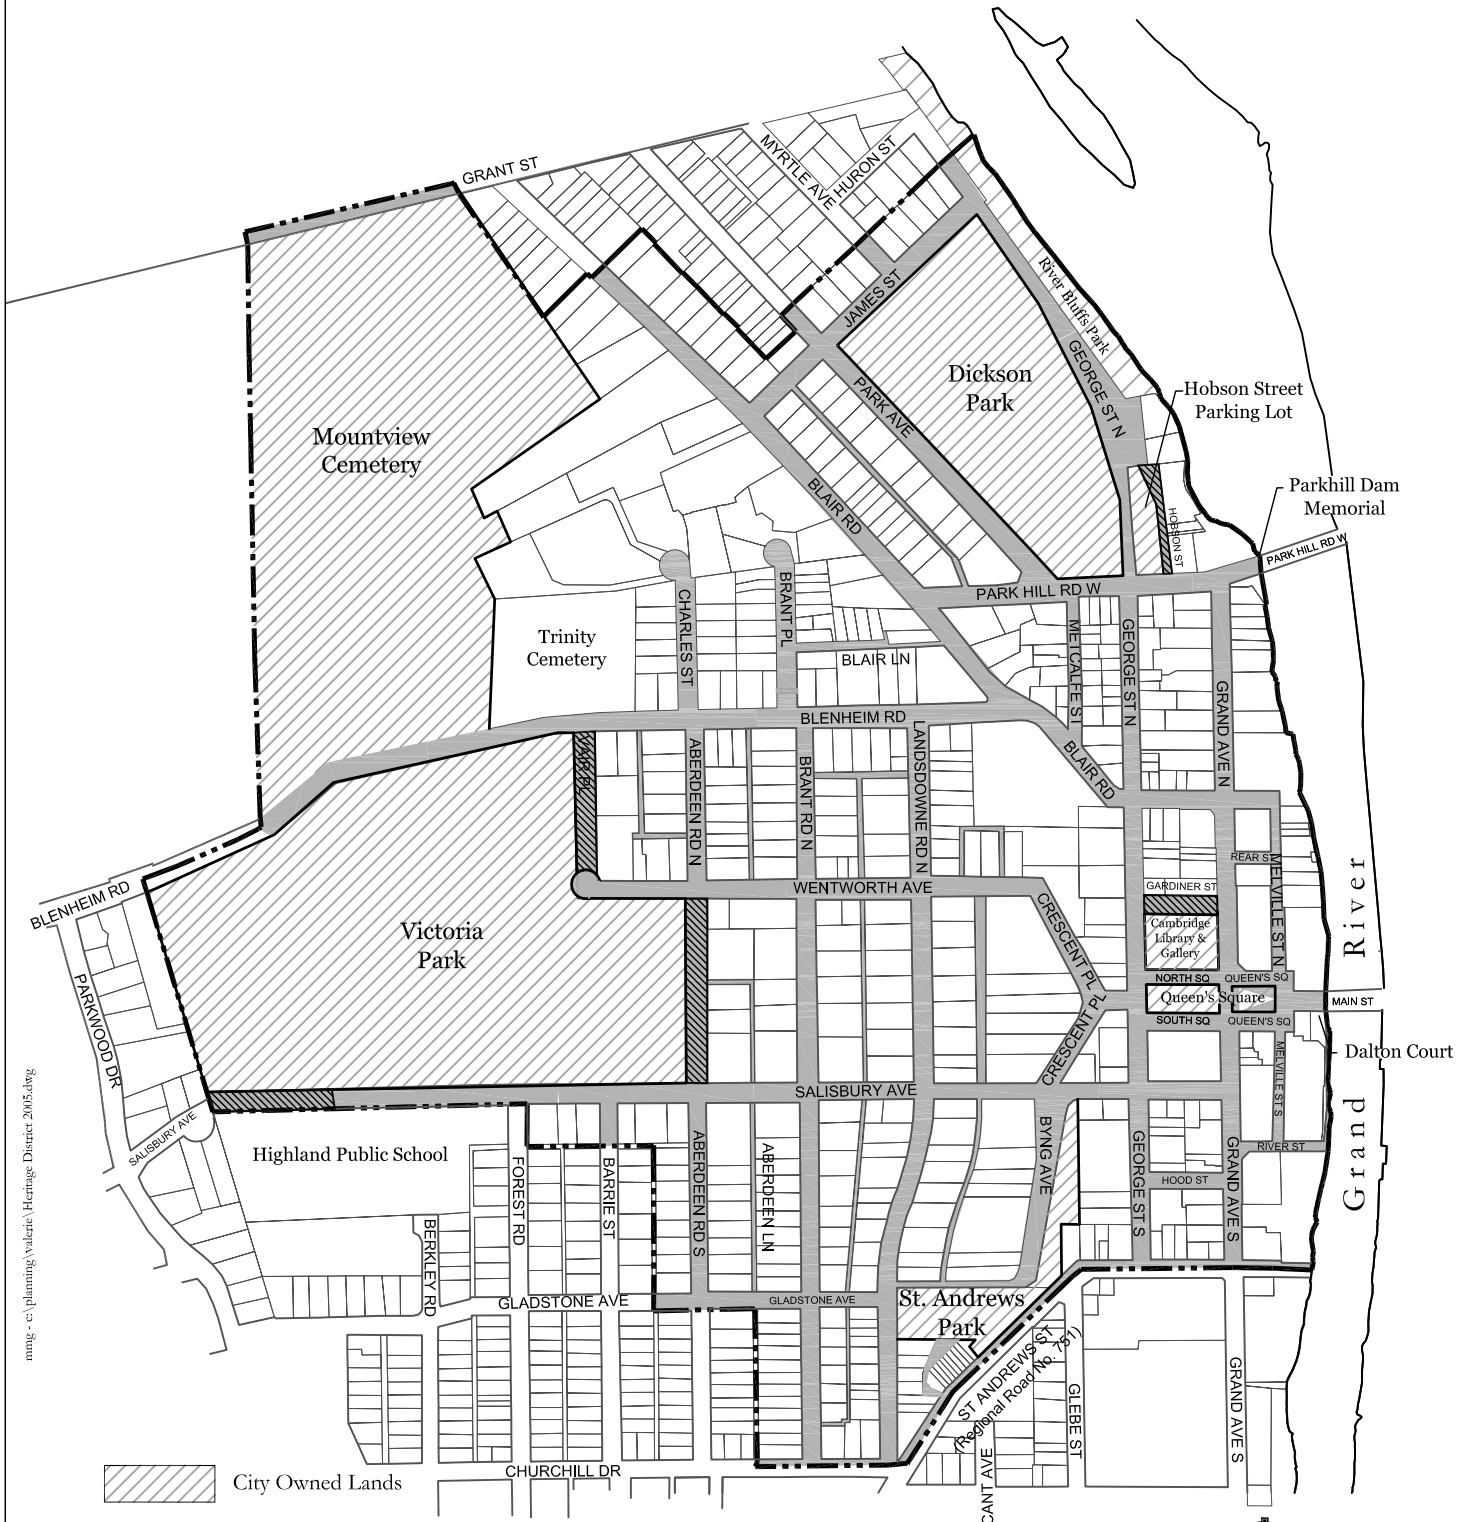 GRANT ST
MYRTLE AVE
HURON ST
JAMES ST
River Bluffs Park
GEORGE ST N
Dickson
Park
PARK AVE
Hobson Street
Parking Lot
Mountview
Cemetery
BLAIR RD
HOBSON ST
Parkhill Dam
Memorial
PARK HILL RD W
PARK HILL RD W
Trinity
Cemetery
CHARLES ST
BRANT PL
BLAIR LN
METCALFE ST
GEORGE ST N
GRAND AVE N
BLENHEIM RD
BLAIR RD
ABERDEEN RD N
BRANT RD N
LANDSDOWNE RD N
REAR ST
MELVILLE ST N
GARDINER ST
WENTWORTH AVE
BLENHEIM RD
Victoria
Park
CRESCENT PL
Cambridge
Library &
Gallery
NORTH SQ
QUEEN'S SQ
Queen's Square
MAIN ST
SOUTH SQ
QUEEN'S SQ
CRESCENT PL
Grand River
Dalton Court
PARKWOOD DR
MELVILLE ST S
SALISBURY AVE
SALISBURY AVE
Highland Public School
FOREST RD
BARRIE ST
ABERDEEN RD S
ABERDEEN LN
BYNG AVE
GEORGE ST S
GRAND AVE S
RIVER ST
HOOD ST
BERKLEY RD
GLADSTONE AVE
GLADSTONE AVE
St. Andrews
Park
ST ANDREWS ST
(Regional Road No. 751)
GLEBE ST
GRAND AVE S
CANT AVE
CHURCHILL DR
City Owned Lands
mmg - c:\planning\valerie\Heritage District 2005.dwg